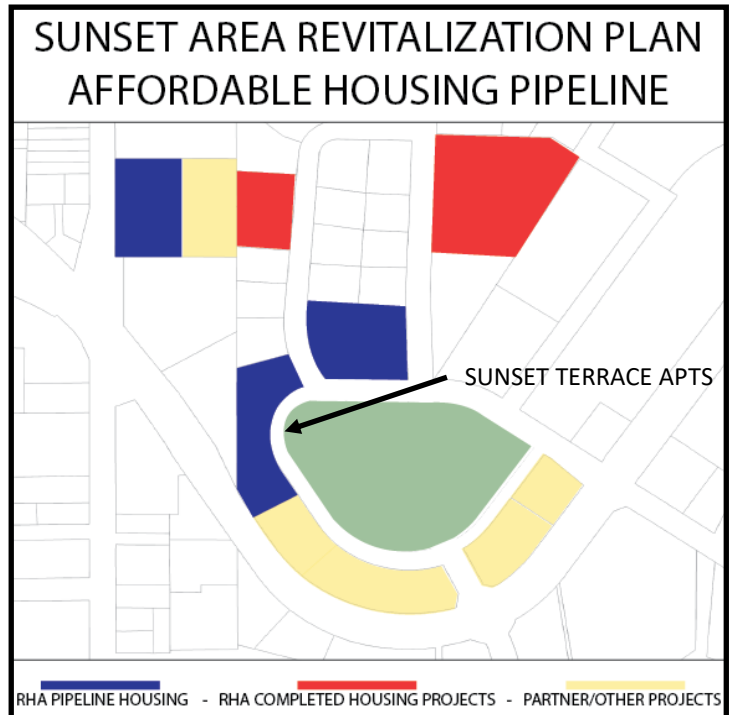 SUNSET AREA REVITALIZATION PLAN
AFFORDABLE HOUSING PIPELINE
SUNSET TERRACE APTS
RHA PIPELINE HOUSING - RHA COMPLETED HOUSING PROJECTS - PARTNER/OTHER PROJECTS